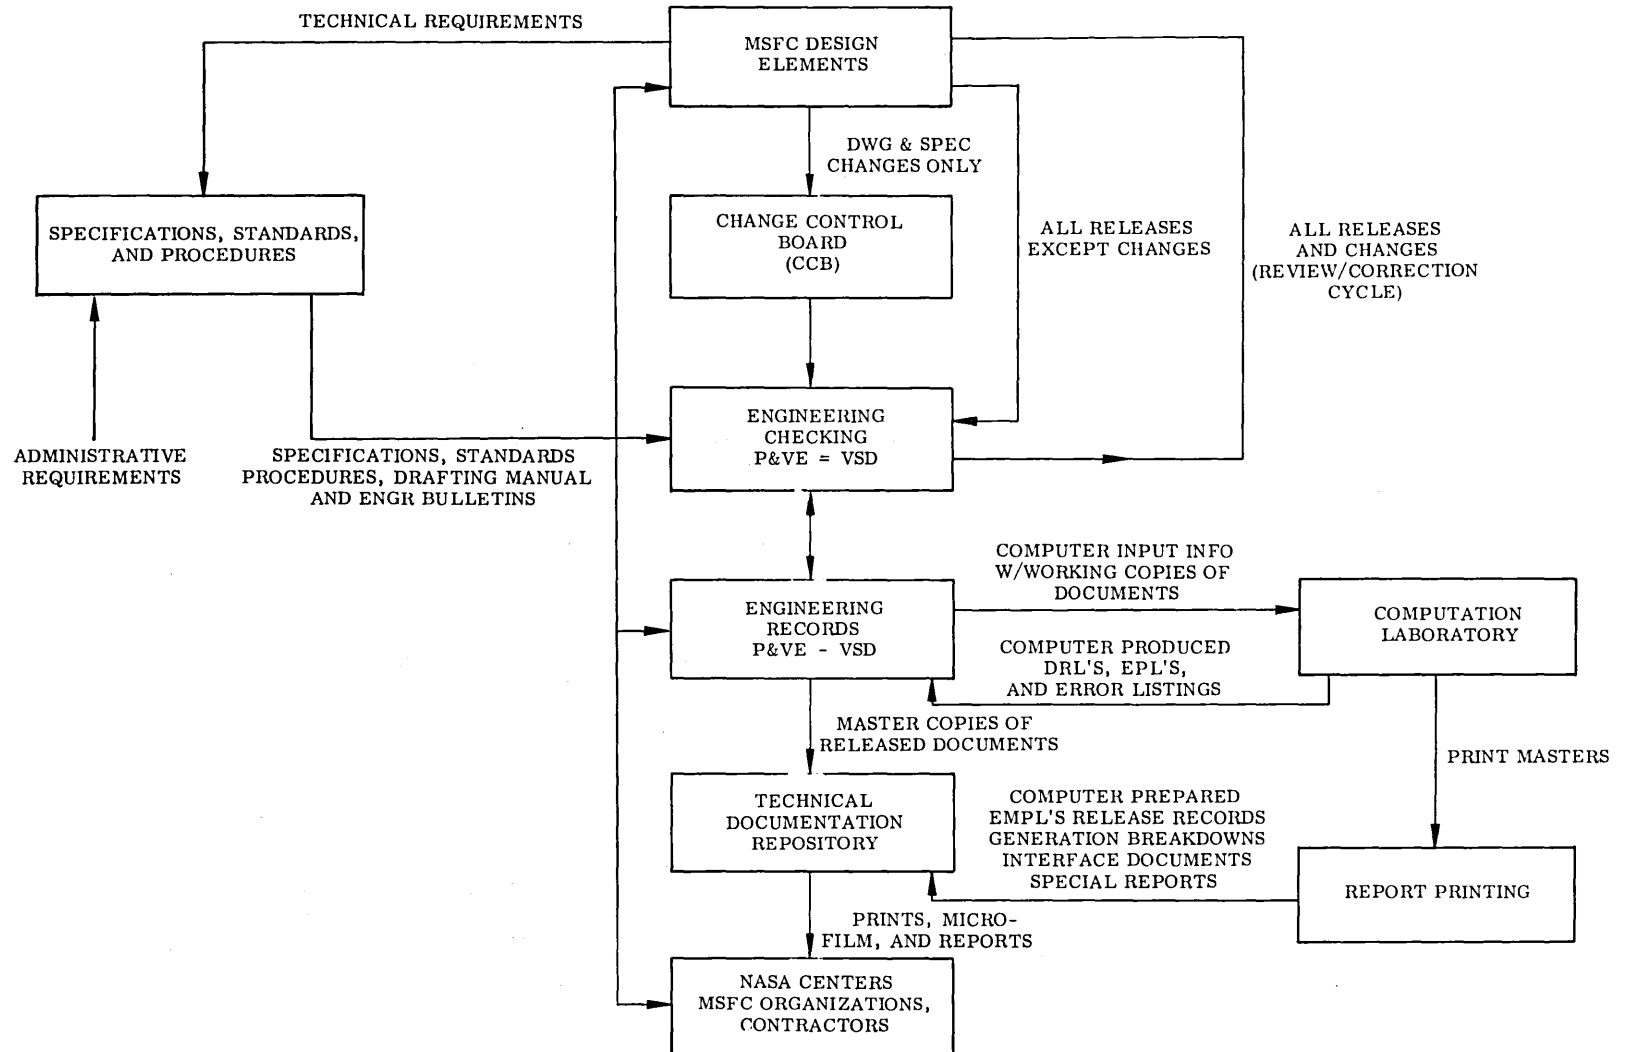 TECHNICAL REQUIREMENTS
MSFC DESIGN
ELEMENTS
DWG & SPEC
CHANGES ONLY
SPECIFICATIONS, STANDARDS,
AND PROCEDURES
CHANGE CONTROL
BOARD
(CCB)
ALL RELEASES
EXCEPT CHANGES
ALL RELEASES
AND CHANGES
(REVIEW/CORRECTION
CYCLE)
ADMINISTRATIVE
REQUIREMENTS
SPECIFICATIONS, STANDARDS
PROCEDURES, DRAFTING MANUAL
AND ENGR BULLETINS
ENGINEERING
CHECKING
P&VE = VSD
ENGINEERING
RECORDS
P&VE - VSD
COMPUTER INPUT INFO
W/WORKING COPIES OF
DOCUMENTS
COMPUTATION
LABORATORY
COMPUTER PRODUCED
DRL'S, EPL'S,
AND ERROR LISTINGS
MASTER COPIES OF
RELEASED DOCUMENTS
PRINT MASTERS
TECHNICAL
DOCUMENTATION
REPOSITORY
COMPUTER PREPARED
EMPL'S RELEASE RECORDS
GENERATION BREAKDOWNS
INTERFACE DOCUMENTS
SPECIAL REPORTS
REPORT PRINTING
PRINTS, MICRO-
FILM, AND REPORTS
NASA CENTERS
MSFC ORGANIZATIONS,
CONTRACTORS